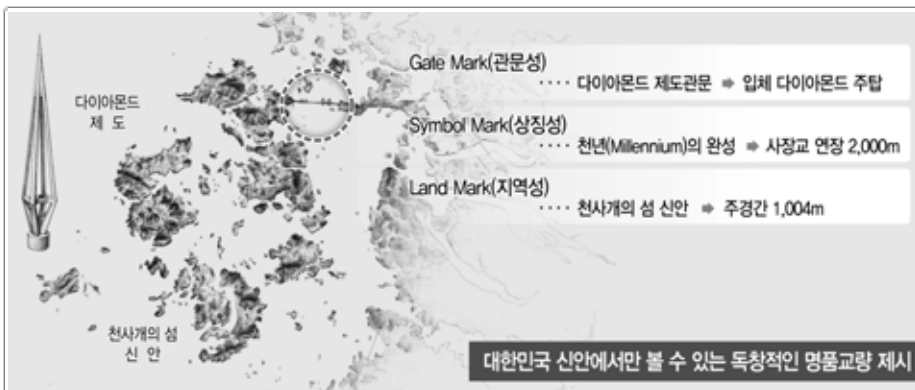 다이아몬드
제 도
천사개의 섬
신 안
Gate Mark(관문성)
···· 다이아몬드 제도관문 ➡ 입체 다이아몬드 주탑
Symbol Mark(상징성)
···· 천년(Millennium)의 완성 ➡ 사장교 연장 2,000m
Land Mark(지역성)
···· 천사개의 섬 신안 ➡ 주경간 1,004m
대한민국 신안에서만 볼 수 있는 독창적인 명품교량 제시